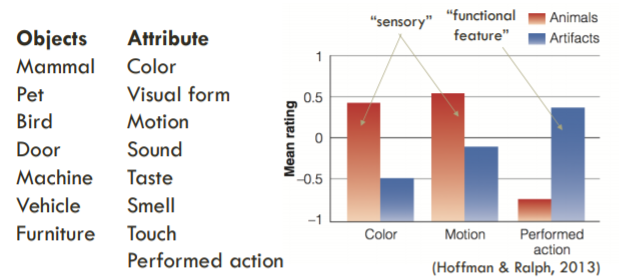 Objects Attribute
Mammal Color
Pet Visual form
Bird Motion
Door Sound
Machine Taste
Vehicle Smell
Furniture Touch
Performed action
“sensory” “functional
feature”
Animals
Artifacts
1
0.5
0
–0.5
–1
Mean rating
Color Motion Performed
action
(Hoffman & Ralph, 2013)